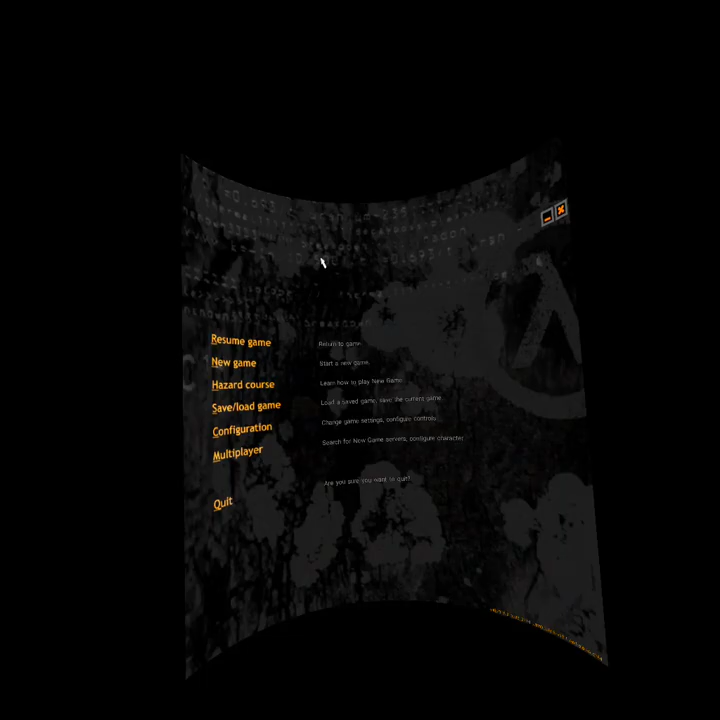 Resume game Return to game.
New game Start a new game.
Hazard course Learn how to play New Game.
Save/load game Load a saved game, save the current game.
Configuration Change game settings, configure controls.
Multiplayer Search for New Game servers, configure character.
Quit Are you sure you want to quit?